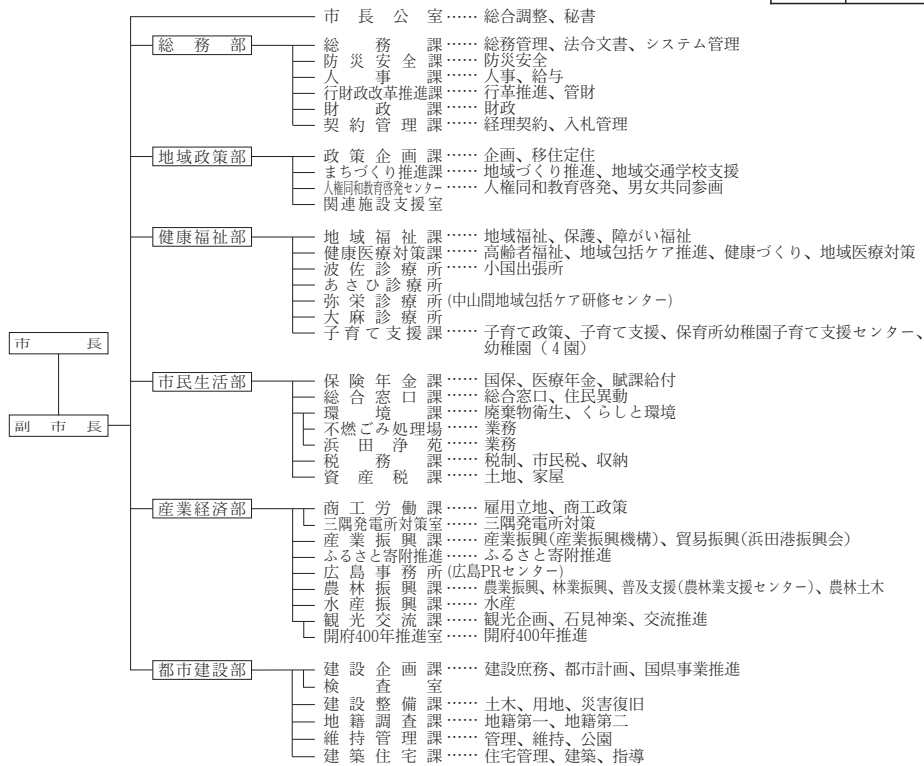 市長公室……総合調整、秘書
総務部
総務課……総務管理、法令文書、システム管理
防災安全課……防災安全
人事課……人事、給与
行財政改革推進課……行革推進、管財
財政課……財政
契約管理課……経理契約、入札管理
地域政策部
政策企画課……企画、移住定住
まちづくり推進課……地域づくり推進、地域交通学校支援
人権同和教育啓発センター……人権同和教育啓発、男女共同参画
関連施設支援室
健康福祉部
地域福祉課……地域福祉、保護、障がい福祉
健康医療対策課……高齢者福祉、地域包括ケア推進、健康づくり、地域医療対策
波佐診療所……小国出張所
あさひ診療所
弥栄診療所(中山間地域包括ケア研修センター)
大麻診療所
子育て支援課……子育て政策、子育て支援、保育所幼稚園子育て支援センター、
幼稚園（4園）
市長
副市長
市民生活部
保険年金課……国保、医療年金、賦課給付
総合窓口課……総合窓口、住民異動
環境課……廃棄物衛生、くらしと環境
不燃ごみ処理場……業務
浜田浄苑……業務
税務課……税制、市民税、収納
資産税課……土地、家屋
産業経済部
商工労働課……雇用立地、商工政策
三隅発電所対策室……三隅発電所対策
産業振興課……産業振興(産業振興機構)、貿易振興(浜田港振興会)
ふるさと寄附推進……ふるさと寄附推進
広島事務所(広島PRセンター)
農林振興課……農業振興、林業振興、普及支援(農林業支援センター)、農林土木
水産振興課……水産
観光交流課……観光企画、石見神楽、交流推進
開府400年推進室……開府400年推進
都市建設部
建設企画課……建設庶務、都市計画、国県事業推進
検査室
建設整備課……土木、用地、災害復旧
地籍調査課……地籍第一、地籍第二
維持管理課……管理、維持、公園
建築住宅課……住宅管理、建築、指導